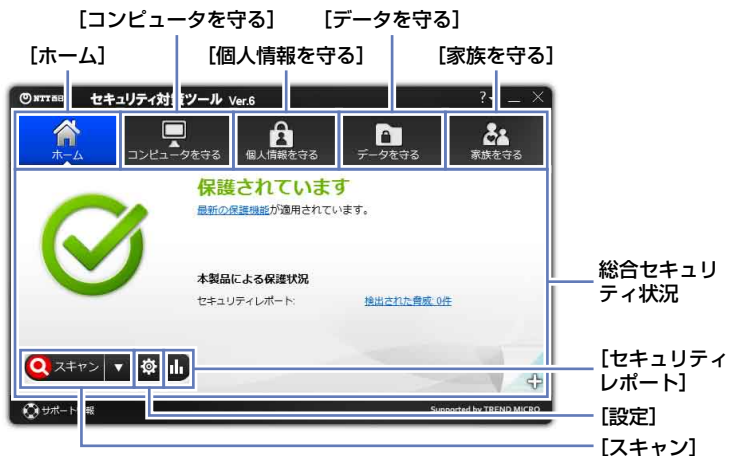 [コンピュータを守る]
[データを守る]
[ホーム]
[個人情報を守る]
[家族を守る]
セキュリティ対策ツール Ver.6
ホーム
コンピュータを守る
個人情報を守る
データを守る
家族を守る
保護されています
最新の保護機能が適用されています。
本製品による保護状況
セキュリティレポート:
検出された脅威: 0件
総合セキュリ
ティ状況
スキャン
[セキュリティ
レポート]
[設定]
[スキャン]
Supported by TREND MICRO